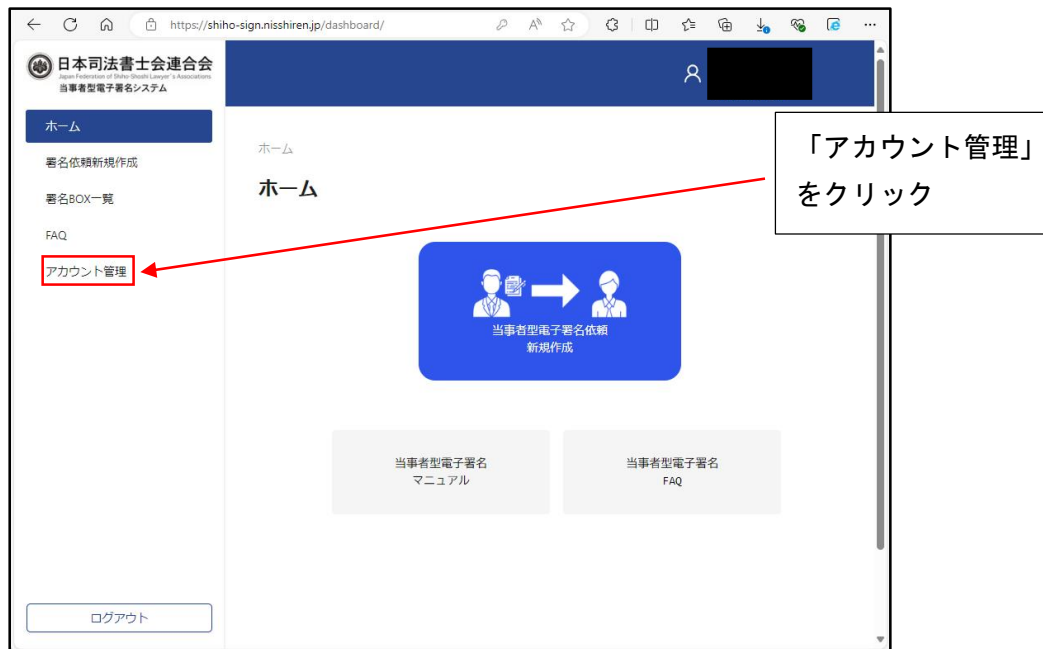 https://shiho-sign.nisshiren.jp/dashboard/
日本司法書士会連合会
Japan Federation of Shiho-Shoshi Lawyer's Associations
当事者型電子署名システム
ホーム
署名依頼新規作成
署名BOX一覧
FAQ
アカウント管理
ログアウト
ホーム
ホーム
当事者型電子署名依頼
新規作成
当事者型電子署名
マニュアル
当事者型電子署名
FAQ
「アカウント管理」
をクリック